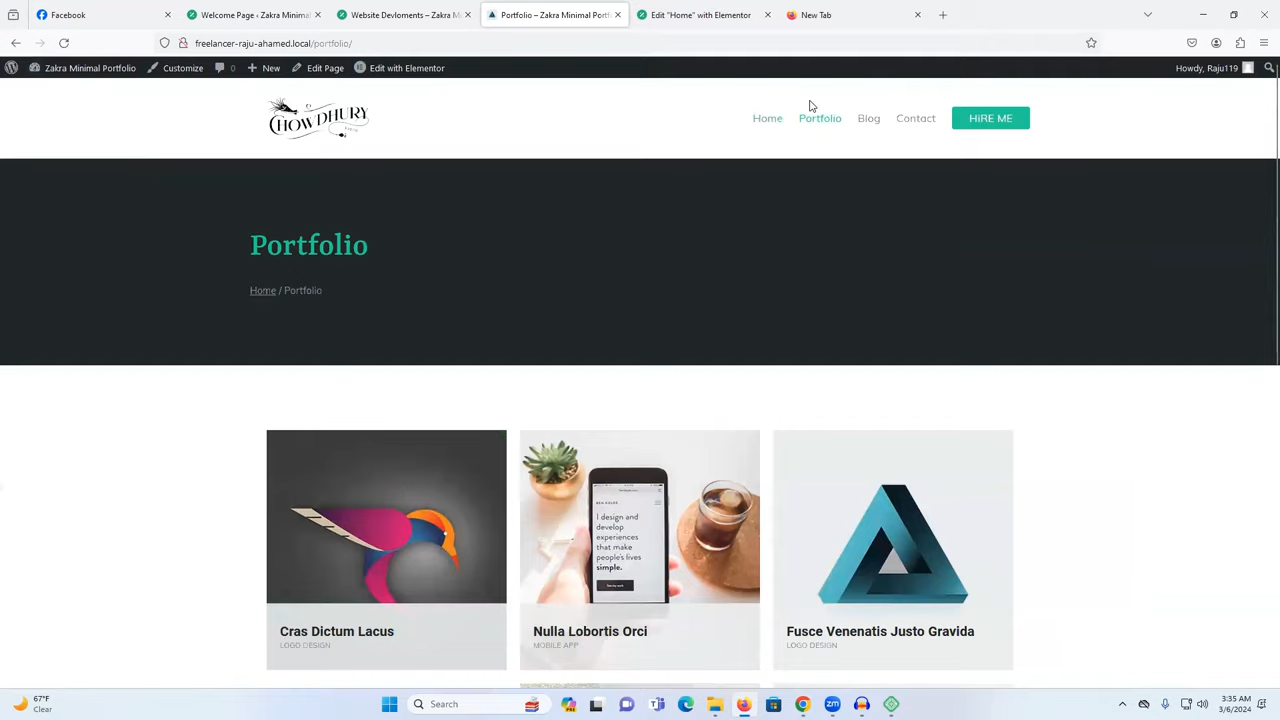 Facebook
Welcome Page ‹ Zakra Minimal
Website Devloments – Zakra M
Portfolio – Zakra Minimal Portf
Edit "Home" with Elementor
New Tab
freelancer-raju-ahamed.local/portfolio/
Zakra Minimal Portfolio
Customize
0
New
Edit Page
Edit with Elementor
Howdy, Raju119
CHOWDHURY
Home
Portfolio
Blog
Contact
HiRE ME
Portfolio
Home / Portfolio
I design and
develop
experiences
that make
people's lives
simple.
Cras Dictum Lacus
LOGO DESIGN
Nulla Lobortis Orci
MOBILE APP
Fusce Venenatis Justo Gravida
LOGO DESIGN
67°F
Clear
Search
zm
3:35 AM
3/6/2024